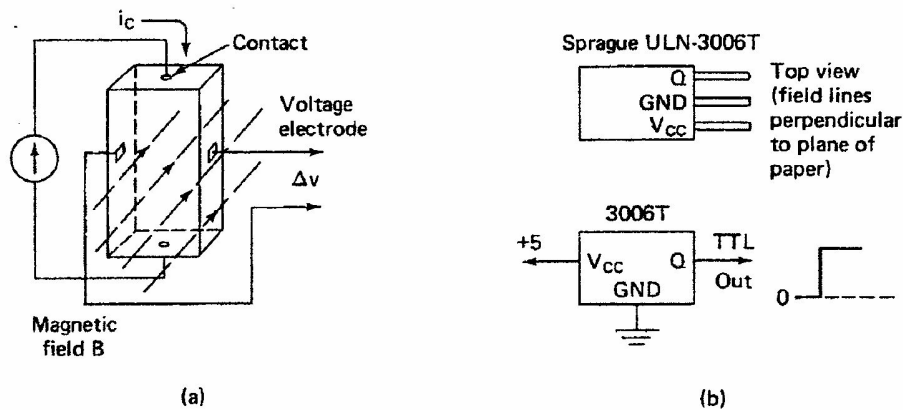 i_c
Contact
Voltage
electrode
Δv
Magnetic
field B
(a)
Sprague ULN-3006T
Q
GND
V_CC
Top view
(field lines
perpendicular
to plane of
paper)
3006T
+5
V_CC
Q
GND
TTL
Out
0
(b)